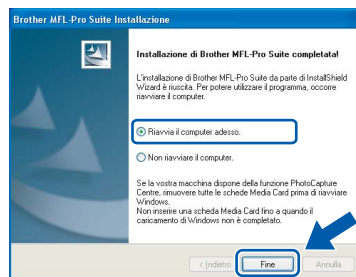 Brother MFL-Pro Suite Installazione
Installazione di Brother MFL-Pro Suite completata!
L'installazione di Brother MFL-Pro Suite da parte di InstallShield
Wizard è riuscita. Per potere utilizzare il programma, occorre
riavviare il computer.
Riavvia il computer adesso.
Non riavviare il computer.
Se la vostra macchina dispone della funzione PhotoCapture
Centre, rimuovere tutte le schede Media Card prima di riavviare
Windows.
Non inserire una scheda Media Card fino a quando il
caricamento di Windows non è completato.
< Indietro Fine Annulla